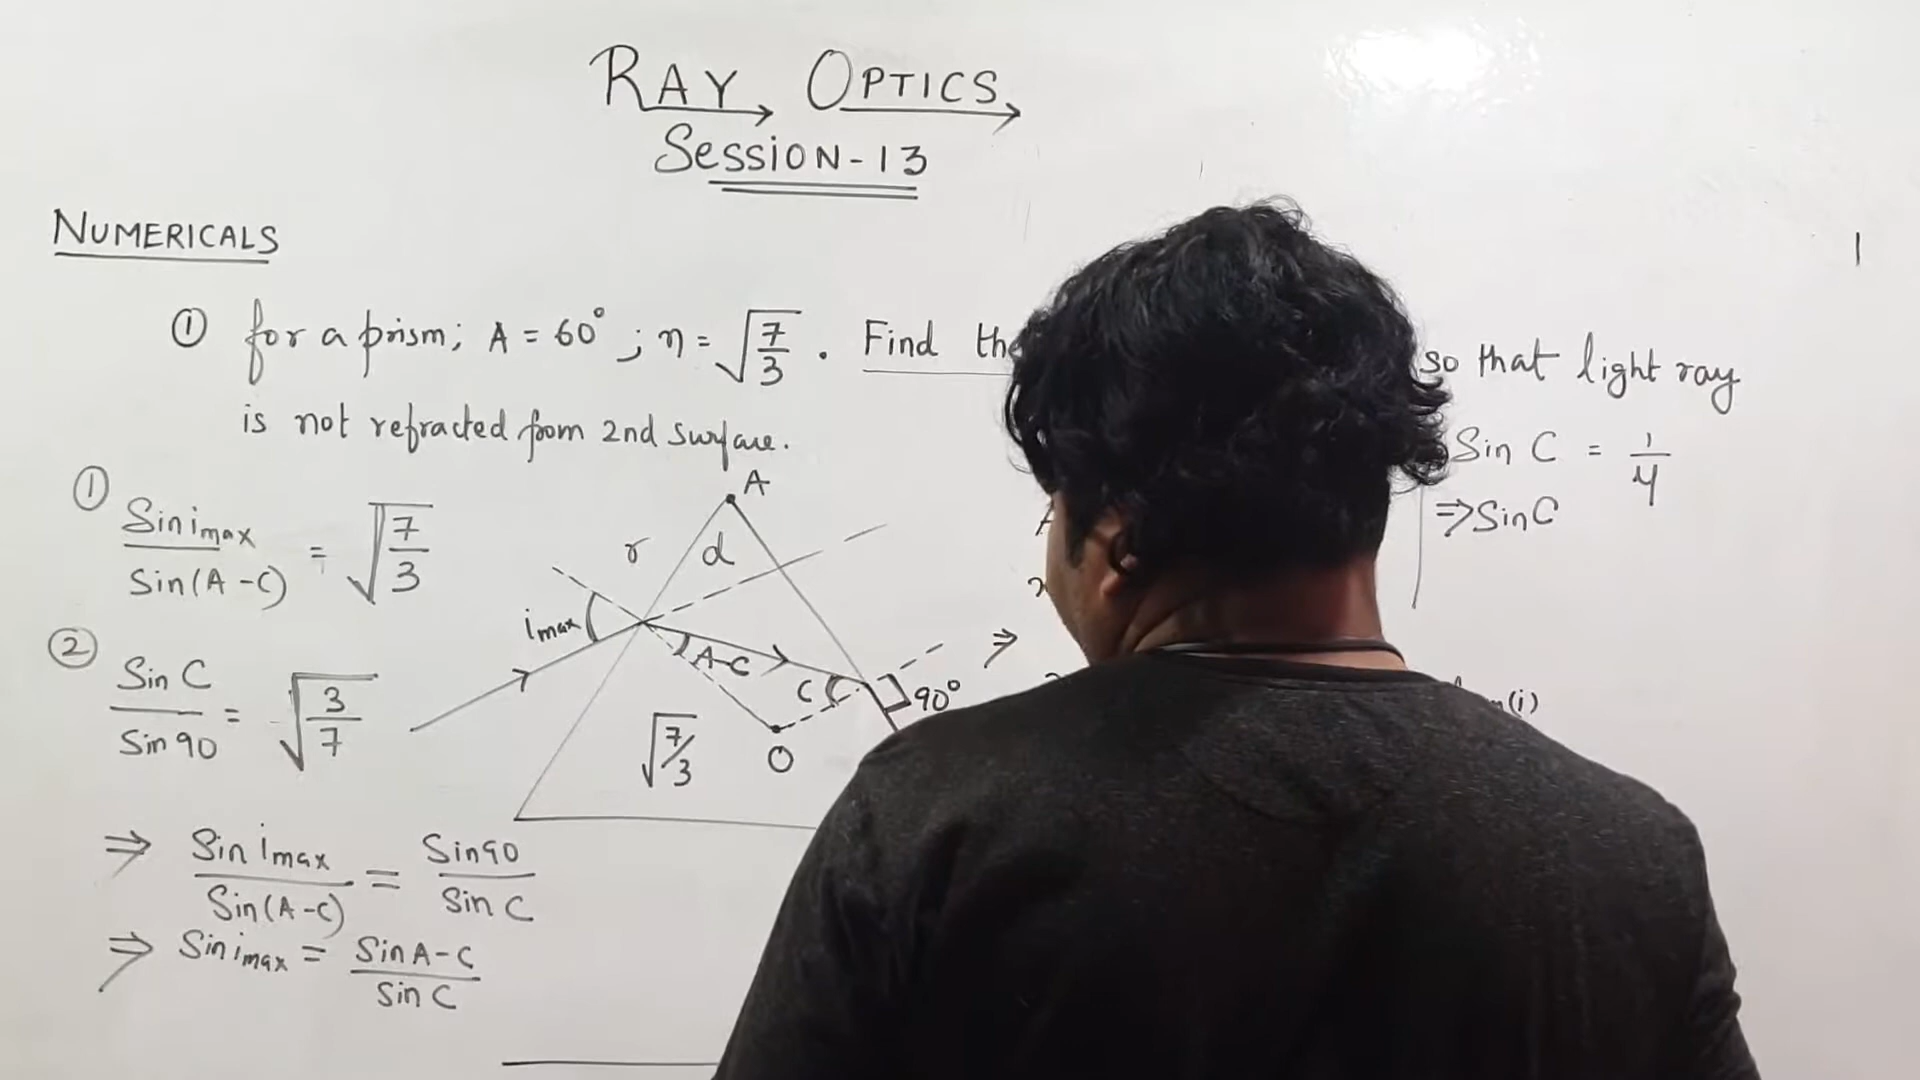 RAY OPTICS
SESSION-13
NUMERICALS
① for a prism; A = 60°; η = √7/3. Find the
so that light ray
is not refracted from 2nd surface.
① Sin imax / Sin(A-C) = √7/3
② Sin C / Sin 90 = √3/7
⇒ Sin imax / Sin(A-C) = Sin90 / Sin C
⇒ Sin imax = Sin A-C / Sin C
A
r
d
imax
A-C
C
90°
√7/3
O
⇒
(i)
Sin C = 1/μ
⇒ Sin C
1